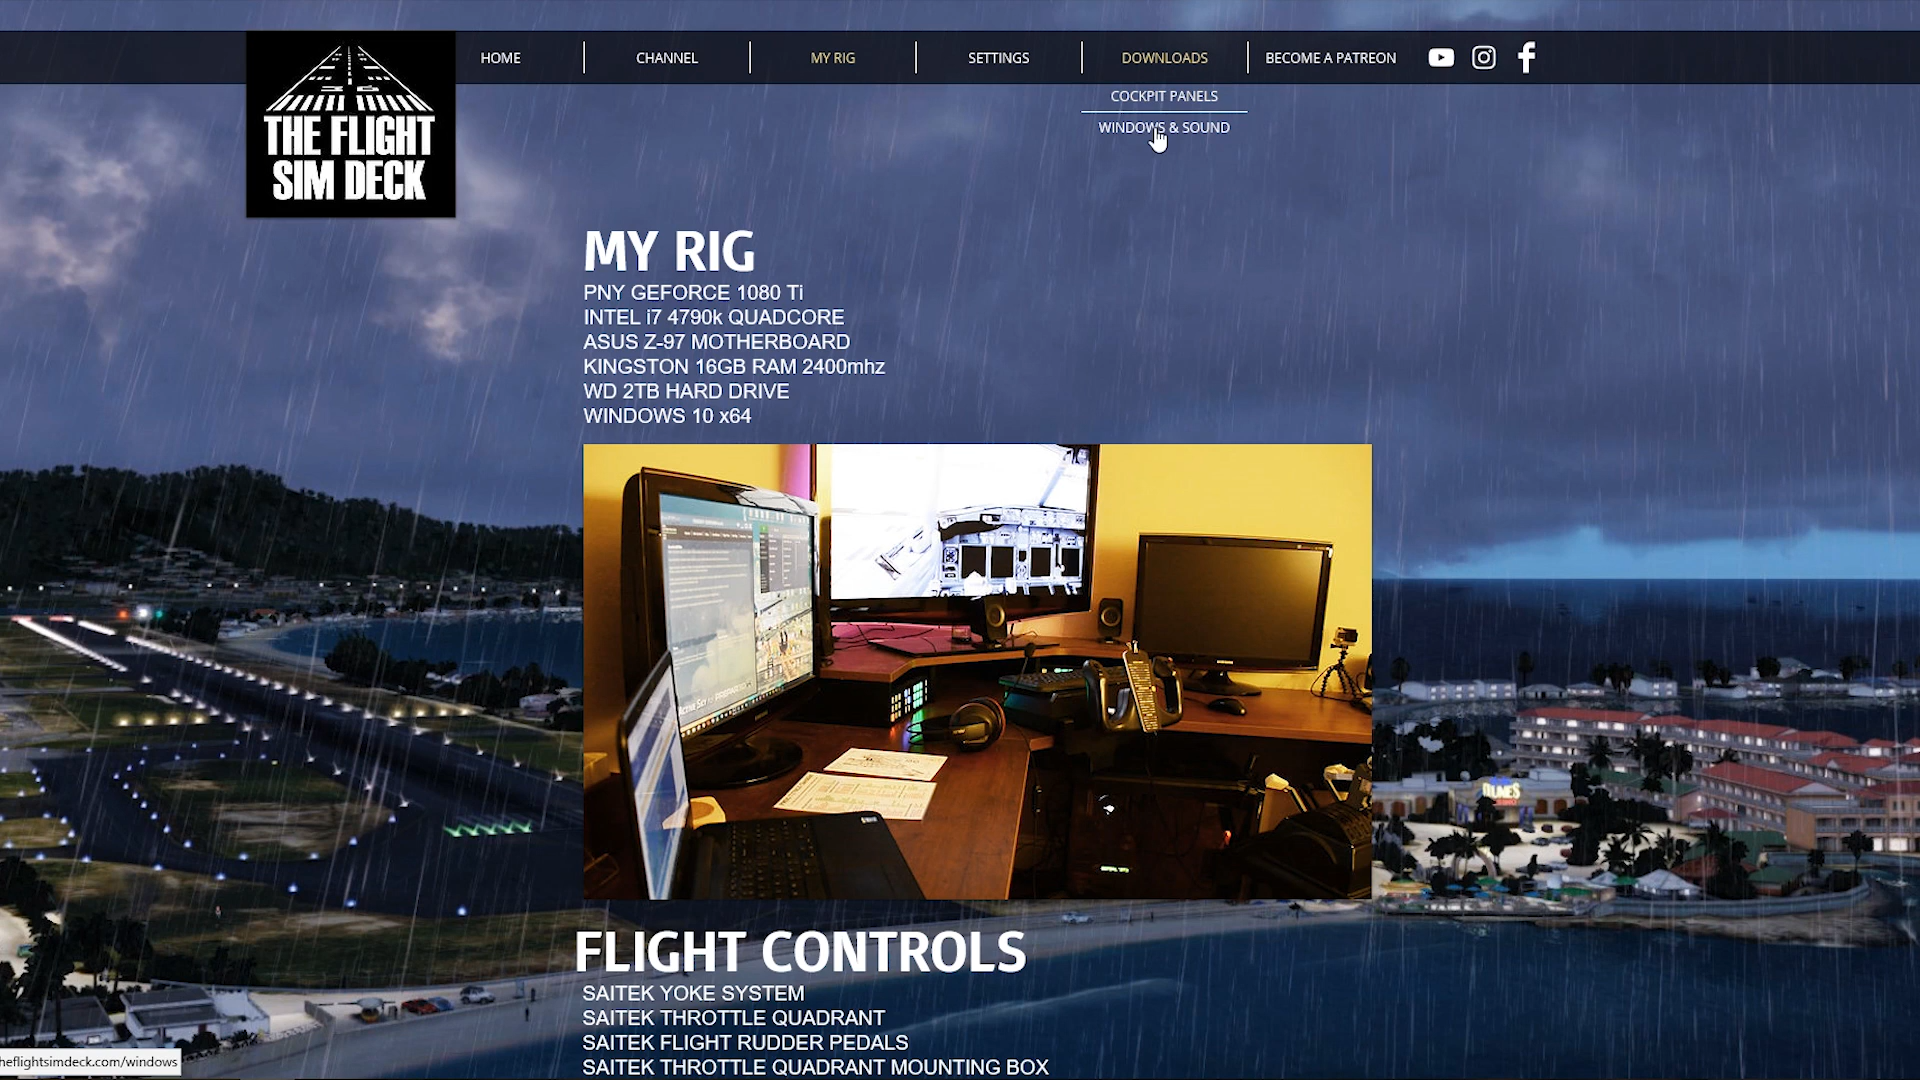 HOME
CHANNEL
MY RIG
SETTINGS
DOWNLOADS
BECOME A PATREON
COCKPIT PANELS
WINDOWS & SOUND
36
THE FLIGHT
SIM DECK
MY RIG
PNY GEFORCE 1080 Ti
INTEL i7 4790k QUADCORE
ASUS Z-97 MOTHERBOARD
KINGSTON 16GB RAM 2400mhz
WD 2TB HARD DRIVE
WINDOWS 10 x64
FLIGHT CONTROLS
SAITEK YOKE SYSTEM
SAITEK THROTTLE QUADRANT
SAITEK FLIGHT RUDDER PEDALS
SAITEK THROTTLE QUADRANT MOUNTING BOX
heflightsimdeck.com/windows